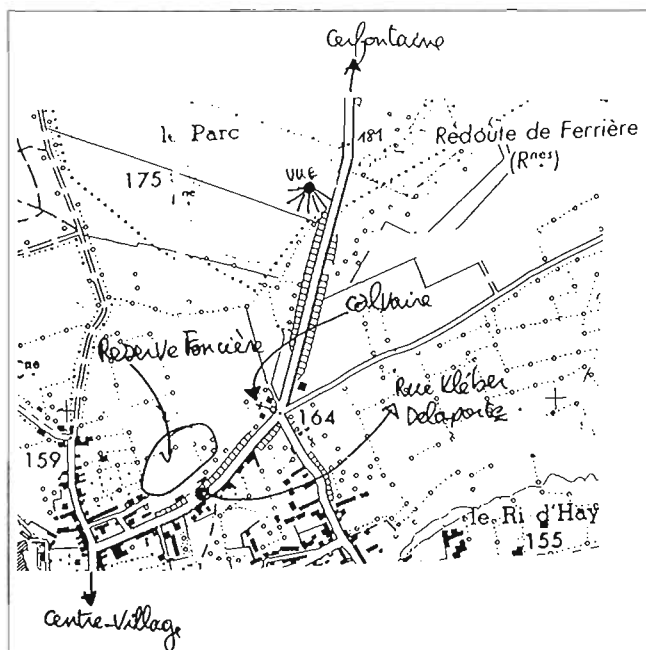 Cerfontaine
le Parc
181
Redoute de Ferrière
(Rnes)
VUE
175
calvaire
Réserve Foncière
Rue Kléber
Delaporte
164
159
le Ri d'Hay
155
Centre-Village